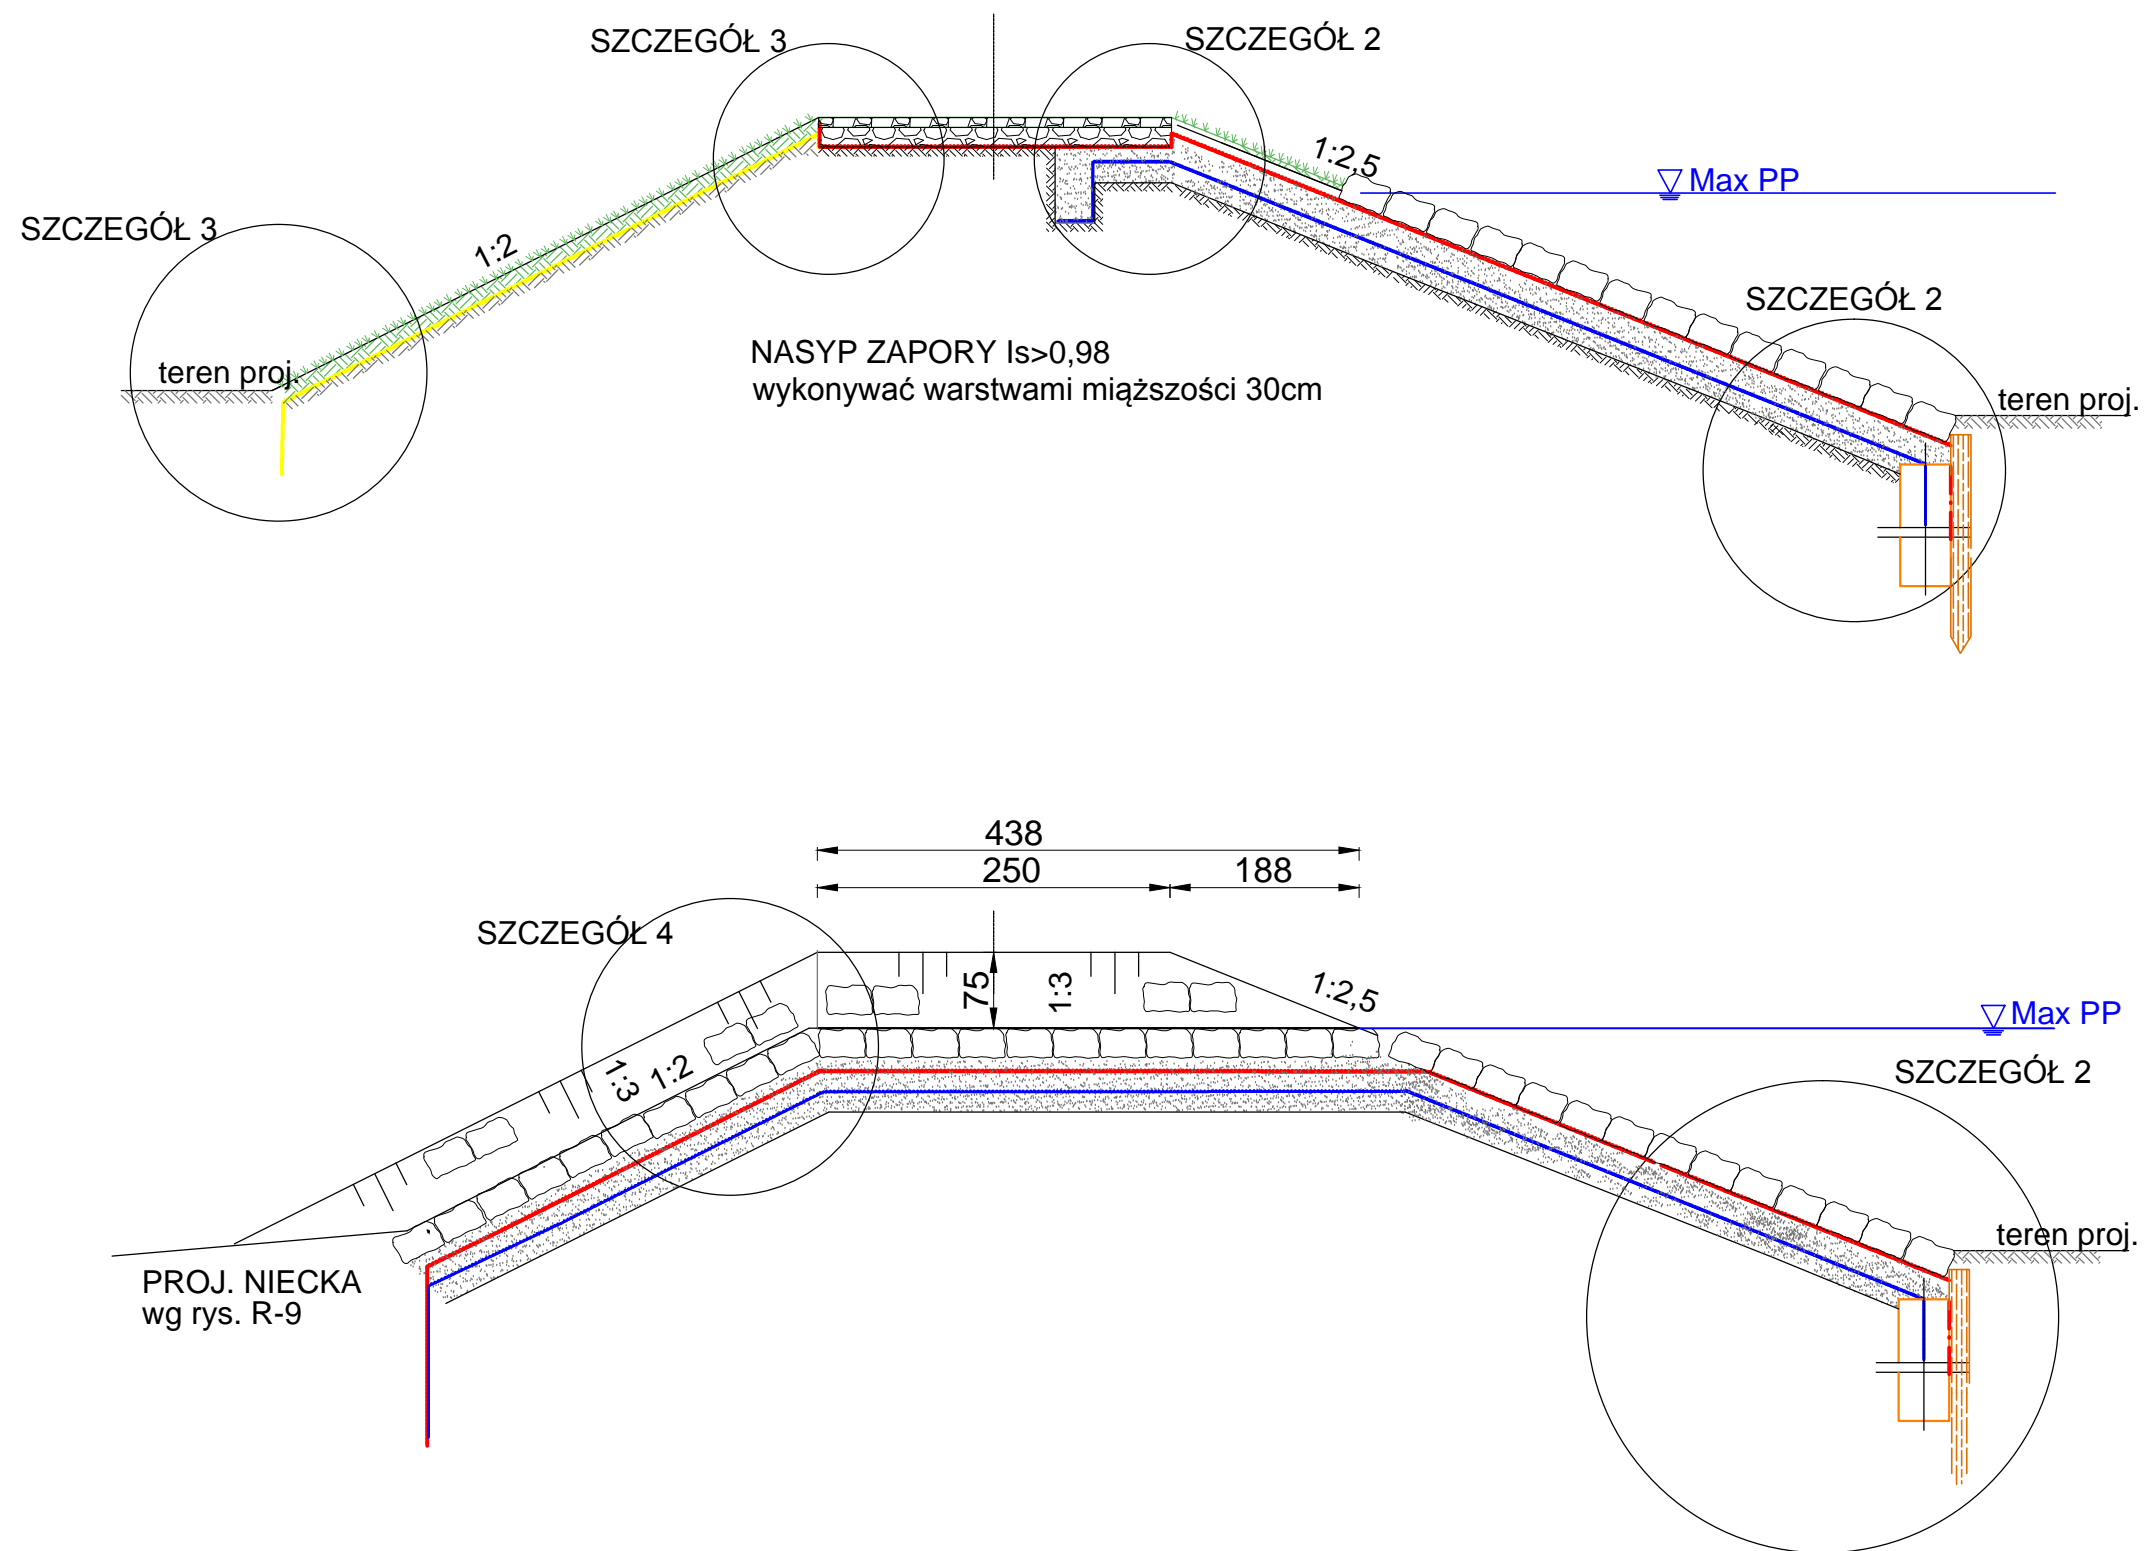 SZCZEGÓŁ 3
SZCZEGÓŁ 2
1:2,5
Max PP
SZCZEGÓŁ 3
1:2
SZCZEGÓŁ 2
NASYP ZAPORY Is>0,98
wykonywać warstwami miąższości 30cm
teren proj.
teren proj.
438
250
188
SZCZEGÓŁ 4
75
1:3
1:2,5
Max PP
1:3
1:2
SZCZEGÓŁ 2
teren proj.
PROJ. NIECKA
wg rys. R-9